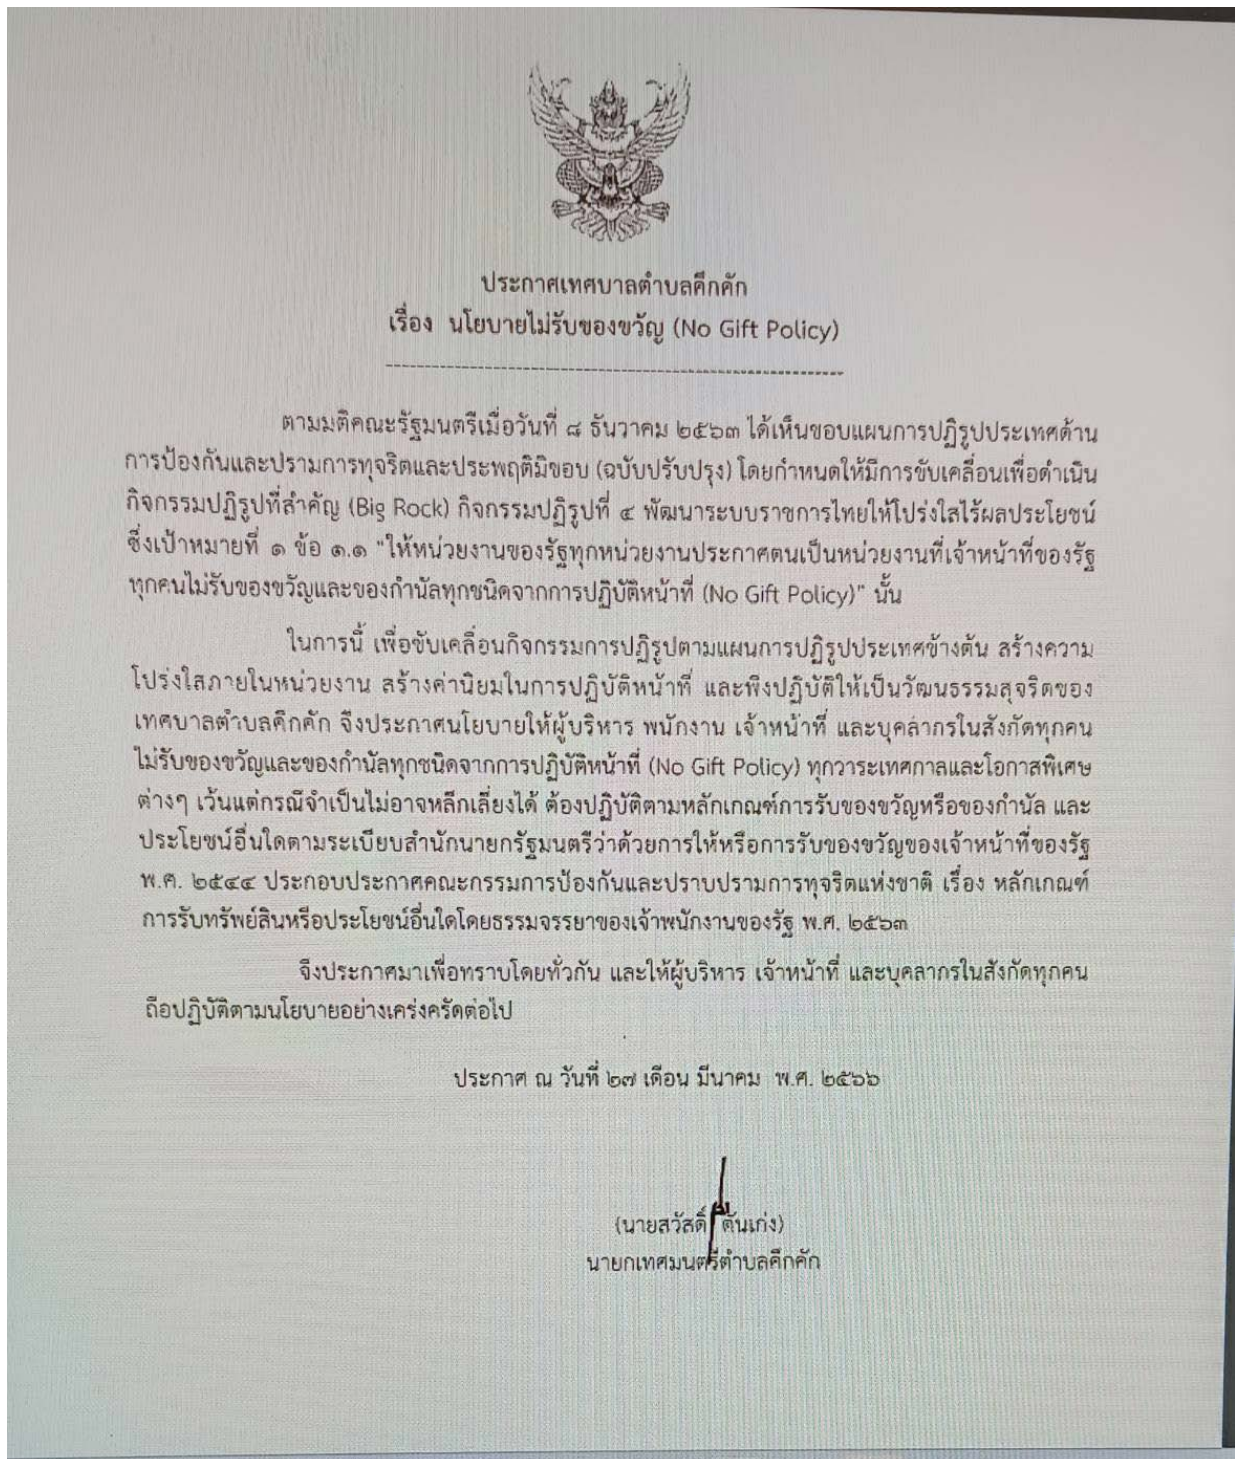 ประกาศเทศบาลตำบลคึกคัก
เรื่อง นโยบายไม่รับของขวัญ (No Gift Policy)
ตามมติคณะรัฐมนตรีเมื่อวันที่ ๘ ธันวาคม ๒๕๖๓ ได้เห็นชอบแผนการปฏิรูปประเทศด้าน
การป้องกันและปรามการทุจริตและประพฤติมิขอบ (ฉบับปรับปรุง) โดยกำหนดให้มีการขับเคลื่อนเพื่อดำเนิน
กิจกรรมปฏิรูปที่สำคัญ (Big Rock) กิจกรรมปฏิรูปที่ ๔ พัฒนาระบบราชการไทยให้โปร่งใสไร้ผลประโยชน์
ซึ่งเป้าหมายที่ ๑ ข้อ ๑.๑ "ให้หน่วยงานของรัฐทุกหน่วยงานประกาศตนเป็นหน่วยงานที่เจ้าหน้าที่ของรัฐ
ทุกคนไม่รับของขวัญและของกำนัลทุกชนิดจากการปฏิบัติหน้าที่ (No Gift Policy)" นั้น
ในการนี้ เพื่อขับเคลื่อนกิจกรรมการปฏิรูปตามแผนการปฏิรูปประเทศข้างต้น สร้างความ
โปร่งใสภายในหน่วยงาน สร้างค่านิยมในการปฏิบัติหน้าที่ และพึงปฏิบัติให้เป็นวัฒนธรรมสุจริตของ
เทศบาลตำบลคึกคัก จึงประกาศนโยบายให้ผู้บริหาร พนักงาน เจ้าหน้าที่ และบุคลากรในสังกัดทุกคน
ไม่รับของขวัญและของกำนัลทุกชนิดจากการปฏิบัติหน้าที่ (No Gift Policy) ทุกวาระเทศกาลและโอกาสพิเศษ
ต่างๆ เว้นแต่กรณีจำเป็นไม่อาจหลีกเลี่ยงได้ ต้องปฏิบัติตามหลักเกณฑ์การรับของขวัญหรือของกำนัล และ
ประโยชน์อื่นใดตามระเบียบสำนักนายกรัฐมนตรีว่าด้วยการให้หรือการรับของขวัญของเจ้าหน้าที่ของรัฐ
พ.ศ. ๒๕๔๔ ประกอบประกาศคณะกรรมการป้องกันและปราบปรามการทุจริตแห่งชาติ เรื่อง หลักเกณฑ์
การรับทรัพย์สินหรือประโยชน์อื่นใดโดยธรรมจรรยาของเจ้าพนักงานของรัฐ พ.ศ. ๒๕๖๓
จึงประกาศมาเพื่อทราบโดยทั่วกัน และให้ผู้บริหาร เจ้าหน้าที่ และบุคลากรในสังกัดทุกคน
ถือปฏิบัติตามนโยบายอย่างเคร่งครัดต่อไป
ประกาศ ณ วันที่ ๒๗ เดือน มีนาคม พ.ศ. ๒๕๖๖
(นายสวัสดิ์ ตันเก่ง)
นายกเทศมนตรีตำบลคึกคัก